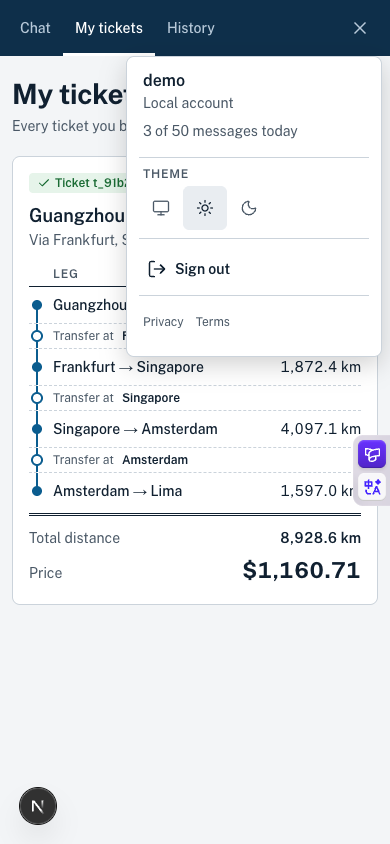 Chat My tickets History
demo
Local account
3 of 50 messages today
THEME
Sign out
Privacy Terms
My
Every ticket you
Ticket
Guangzhou
Via Frankfurt,
LEG
Guangzhou
Transfer at
Frankfurt → Singapore 1,872.4 km
Transfer at Singapore
Singapore → Amsterdam 4,097.1 km
Transfer at Amsterdam
Amsterdam → Lima 1,597.0
Total distance 8,928.6 km
Price $1,160.71
N